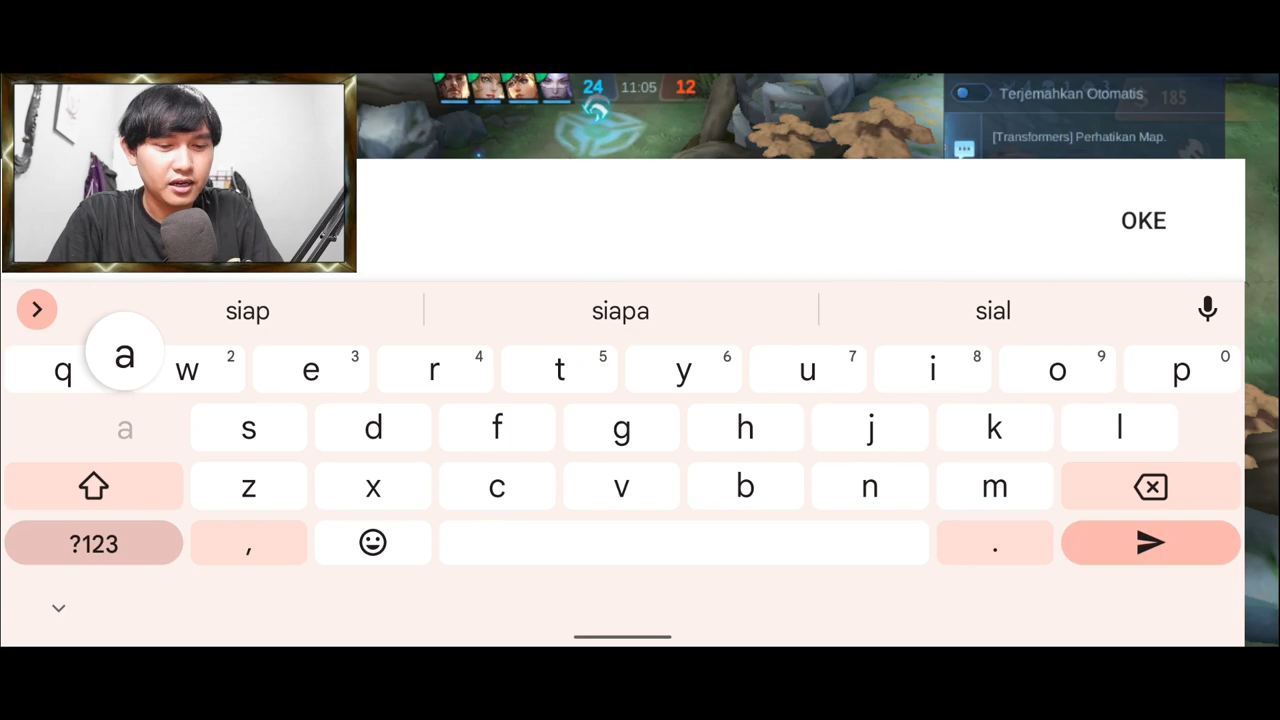 24 11:05 12
Terjemahkan Otomatis
185
[Transformers] Perhatikan Map.
OKE
siap siapa sial
a
q w 2 e 3 r 4 t 5 y 6 u 7 i 8 o 9 p 0
a s d f g h j k l
z x c v b n m
?123 , .